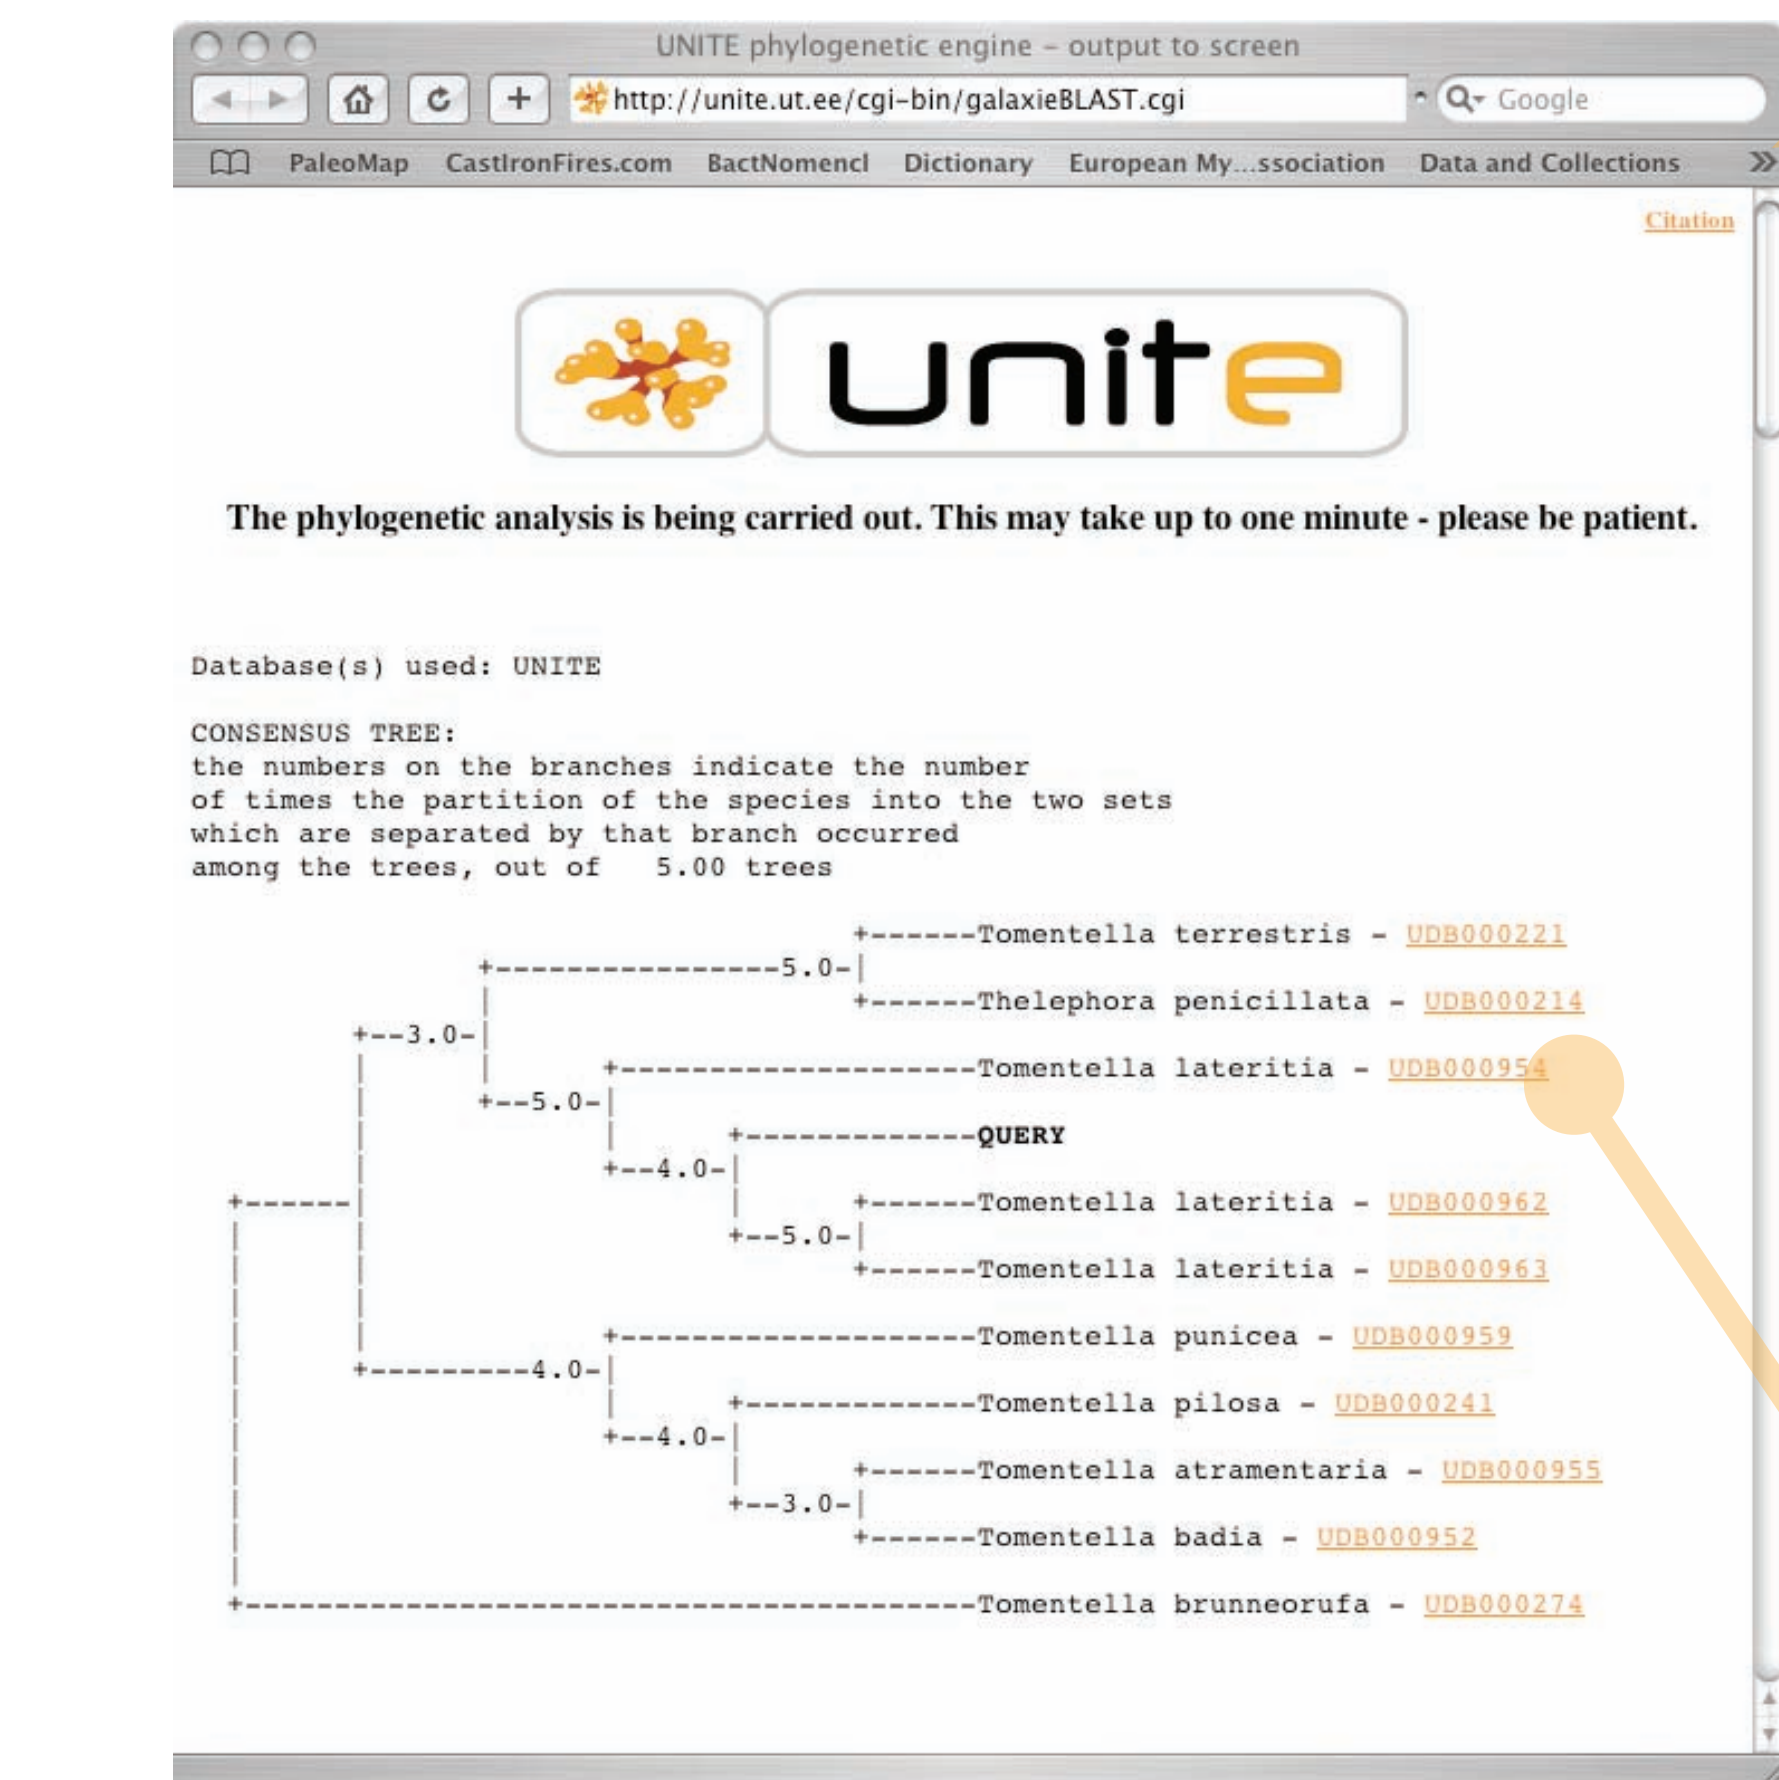 UNITE phylogenetic engine – output to screen
http://unite.ut.ee/cgi-bin/galaxieBLAST.cgi Google
PaleoMap CastIronFires.com BactNomencl Dictionary European My...ssociation Data and Collections »
Citation
unite
The phylogenetic analysis is being carried out. This may take up to one minute - please be patient.
Database(s) used: UNITE
CONSENSUS TREE:
the numbers on the branches indicate the number
of times the partition of the species into the two sets
which are separated by that branch occurred
among the trees, out of 5.00 trees
+------Tomentella terrestris - UDB000221
+----------------5.0-|
+------Thelephora penicillata - UDB000214
+--3.0-|
+--------------------Tomentella lateritia - UDB000954
+--5.0-|
+-------------QUERY
+--4.0-|
+------| +------Tomentella lateritia - UDB000962
+--5.0-|
+------Tomentella lateritia - UDB000963
+--------------------Tomentella punicea - UDB000959
+---------4.0-|
+-------------Tomentella pilosa - UDB000241
+--4.0-|
+------Tomentella atramentaria - UDB000955
+--3.0-|
+------Tomentella badia - UDB000952
+-----------------------------------------Tomentella brunneorufa - UDB000274